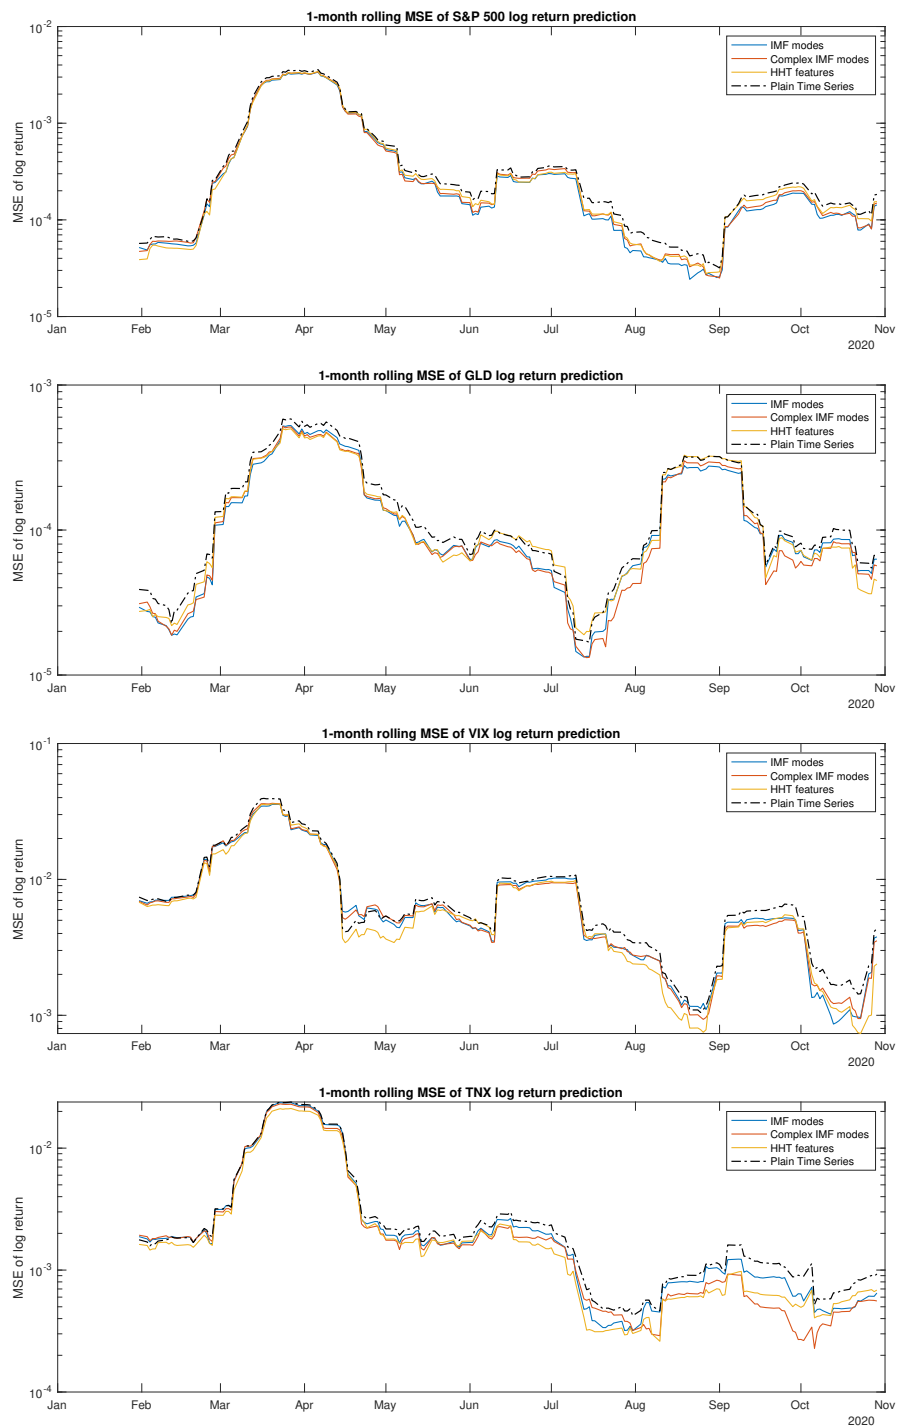 1-month rolling MSE of S&P 500 log return prediction
10^-2
10^-3
10^-4
10^-5
MSE of log return
IMF modes
Complex IMF modes
HHT features
Plain Time Series
Jan Feb Mar Apr May Jun Jul Aug Sep Oct Nov
2020
1-month rolling MSE of GLD log return prediction
10^-3
10^-4
10^-5
MSE of log return
IMF modes
Complex IMF modes
HHT features
Plain Time Series
Jan Feb Mar Apr May Jun Jul Aug Sep Oct Nov
2020
1-month rolling MSE of VIX log return prediction
10^-1
10^-2
10^-3
MSE of log return
IMF modes
Complex IMF modes
HHT features
Plain Time Series
Jan Feb Mar Apr May Jun Jul Aug Sep Oct Nov
2020
1-month rolling MSE of TNX log return prediction
10^-2
10^-3
10^-4
MSE of log return
IMF modes
Complex IMF modes
HHT features
Plain Time Series
Jan Feb Mar Apr May Jun Jul Aug Sep Oct Nov
2020